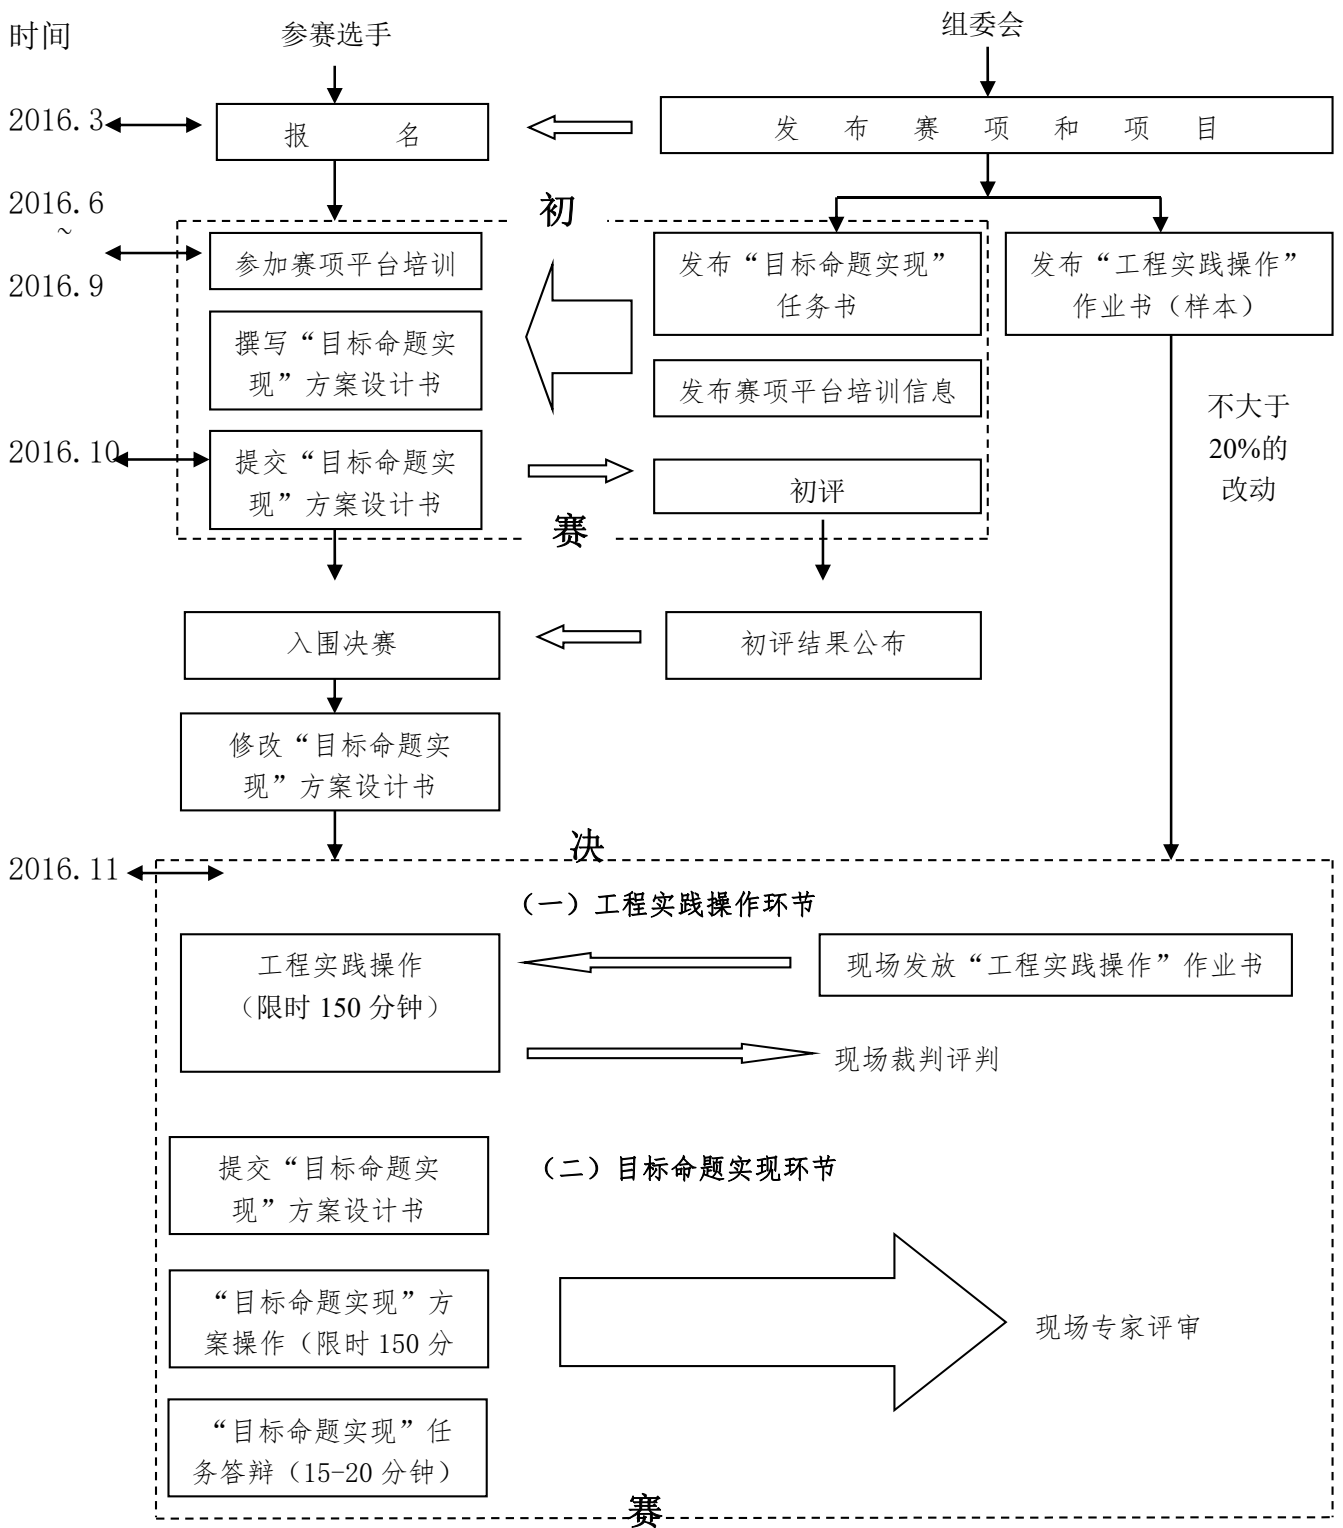 时间
参赛选手
组委会
2016.3
报 名
发 布 赛 项 和 项 目
2016.6
~
2016.9
初
参加赛项平台培训
发布“目标命题实现”
任务书
发布“工程实践操作”
作业书（样本）
撰写“目标命题实
现”方案设计书
发布赛项平台培训信息
不大于
20%的
改动
2016.10
提交“目标命题实
现”方案设计书
初评
赛
入围决赛
初评结果公布
修改“目标命题实
现”方案设计书
决
2016.11
（一）工程实践操作环节
工程实践操作
（限时 150 分钟）
现场发放“工程实践操作”作业书
现场裁判评判
提交“目标命题实
现”方案设计书
（二）目标命题实现环节
“目标命题实现”方
案操作（限时 150 分
现场专家评审
“目标命题实现”任
务答辩（15-20 分钟）
赛